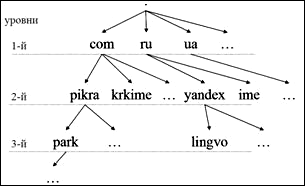 .
уровни
1-й com ru ua ...
2-й pikra krkime ... yandex ime ...
3-й park ... lingvo ...
...